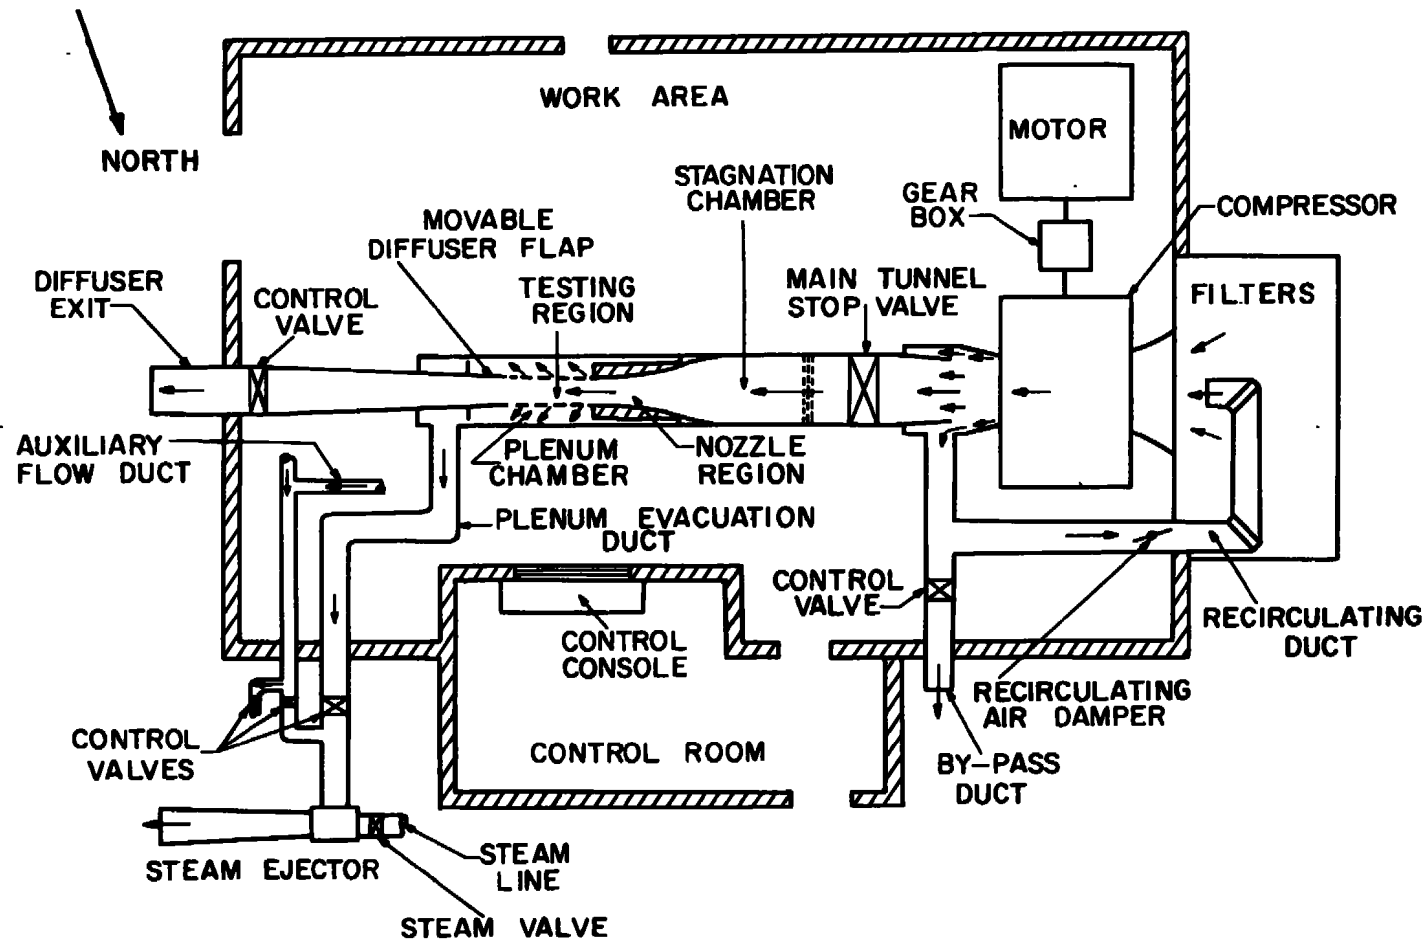 NORTH
WORK AREA
MOTOR
STAGNATION
CHAMBER
GEAR
BOX
COMPRESSOR
MOVABLE
DIFFUSER FLAP
DIFFUSER
EXIT
CONTROL
VALVE
TESTING
REGION
MAIN TUNNEL
STOP VALVE
FILTERS
AUXILIARY
FLOW DUCT
PLENUM
CHAMBER
NOZZLE
REGION
PLENUM EVACUATION
DUCT
CONTROL
VALVE
CONTROL
CONSOLE
RECIRCULATING
DUCT
RECIRCULATING
AIR DAMPER
CONTROL
VALVES
CONTROL ROOM
BY-PASS
DUCT
STEAM EJECTOR
STEAM
LINE
STEAM VALVE